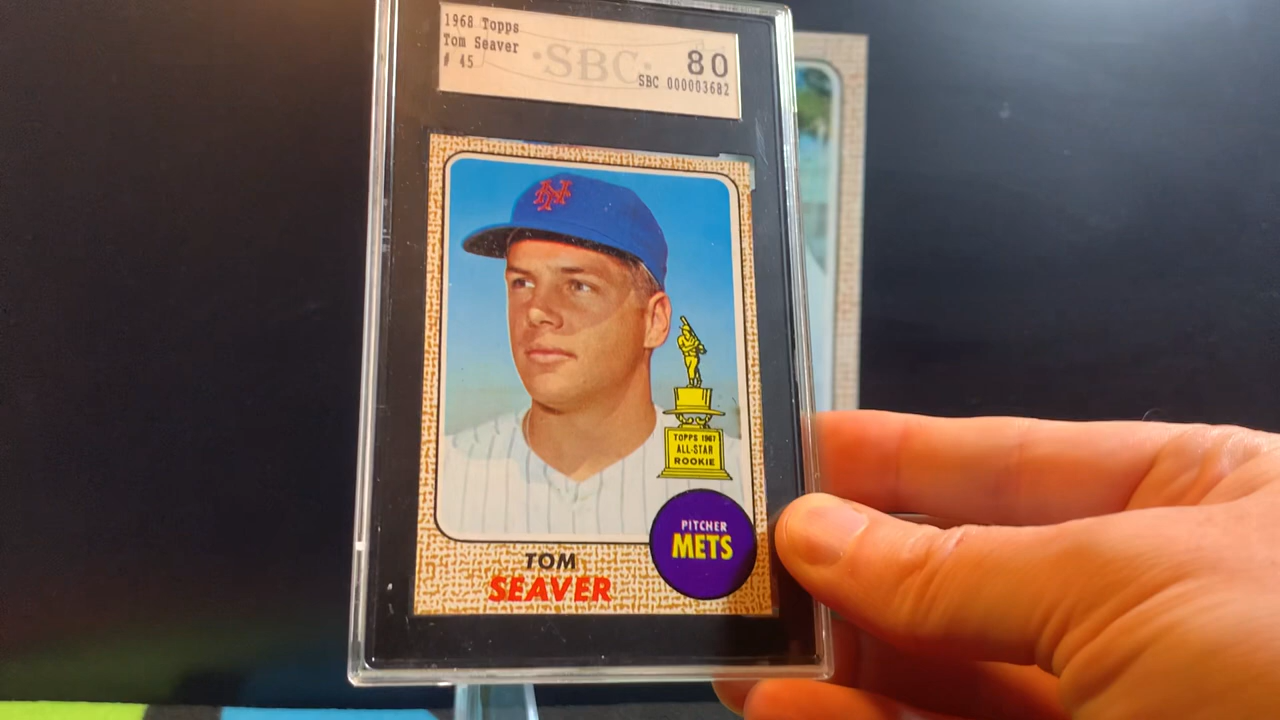 1968 Topps
Tom Seaver
# 45
·SBC·
80
SBC 000003682
NY
TOPPS 1967
ALL-STAR
ROOKIE
PITCHER
METS
TOM
SEAVER